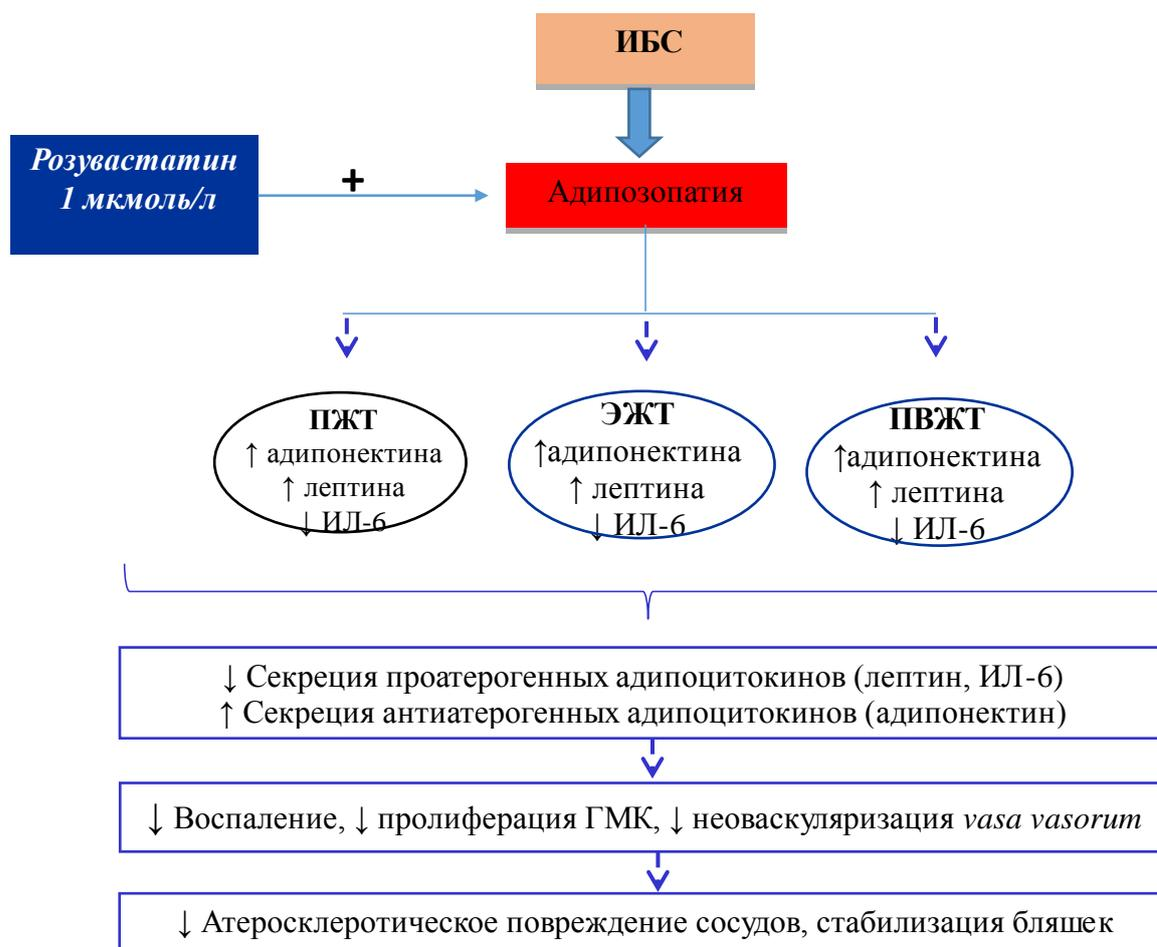 ИБС
Розувастатин
1 мкмоль/л
+
Адипозопатия
ПЖТ
↑ адипонектина
↑ лептина
↓ ИЛ-6
ЭЖТ
↑адипонектина
↑ лептина
↓ ИЛ-6
ПВЖТ
↑адипонектина
↑ лептина
↓ ИЛ-6
↓ Секреция проатерогенных адипоцитокинов (лептин, ИЛ-6)
↑ Секреция антиатерогенных адипоцитокинов (адипонектин)
↓ Воспаление, ↓ пролиферация ГМК, ↓ неоваскуляризация vasa vasorum
↓ Атеросклеротическое повреждение сосудов, стабилизация бляшек